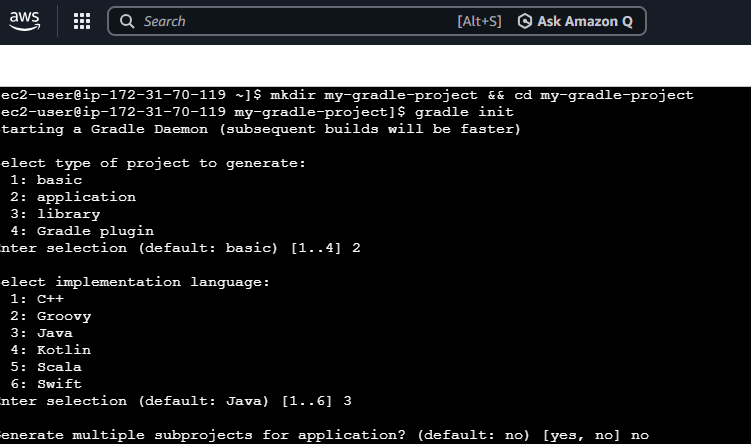 aws
Search [Alt+S] Ask Amazon Q
ec2-user@ip-172-31-70-119 ~]$ mkdir my-gradle-project && cd my-gradle-project
ec2-user@ip-172-31-70-119 my-gradle-project]$ gradle init
tarting a Gradle Daemon (subsequent builds will be faster)
elect type of project to generate:
1: basic
2: application
3: library
4: Gradle plugin
nter selection (default: basic) [1..4] 2
elect implementation language:
1: C++
2: Groovy
3: Java
4: Kotlin
5: Scala
6: Swift
nter selection (default: Java) [1..6] 3
enerate multiple subprojects for application? (default: no) [yes, no] no